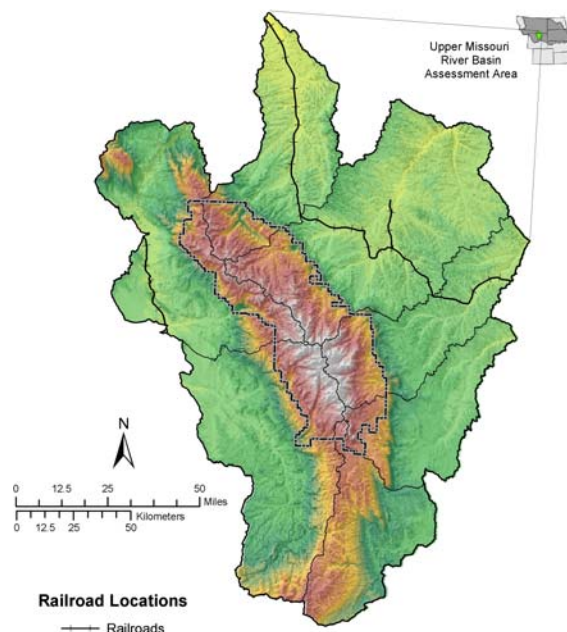 Upper Missouri
River Basin
Assessment Area
N
0 12.5 25 50
Miles
Kilometers
0 12.5 25 50
Railroad Locations
Railroads